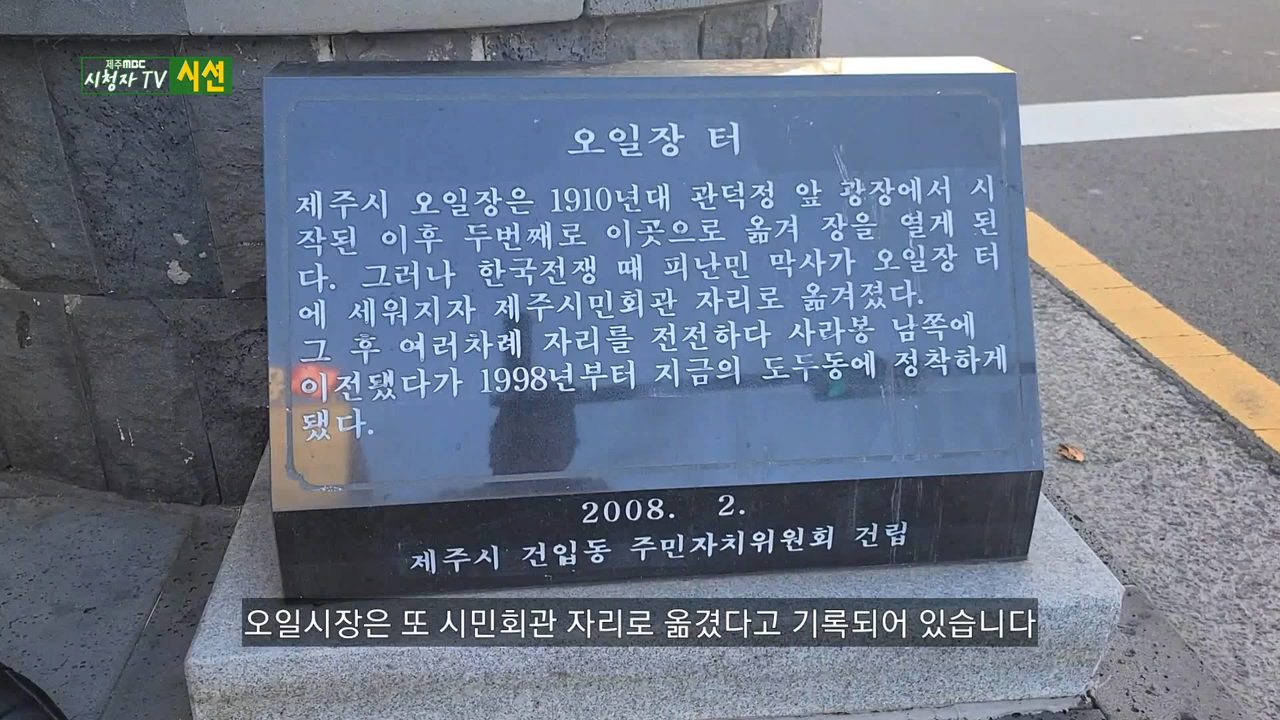 제주MBC
시청자 TV 시선
오일장 터
제주시 오일장은 1910년대 관덕정 앞 광장에서 시
작된 이후 두번째로 이곳으로 옮겨 장을 열게 된
다. 그러나 한국전쟁 때 피난민 막사가 오일장 터
에 세워지자 제주시민회관 자리로 옮겨졌다.
그 후 여러차례 자리를 전전하다 사라봉 남쪽에
이전됐다가 1998년부터 지금의 도두동에 정착하게
됐다.
2008. 2.
제주시 건입동 주민자치위원회 건립
오일시장은 또 시민회관 자리로 옮겼다고 기록되어 있습니다